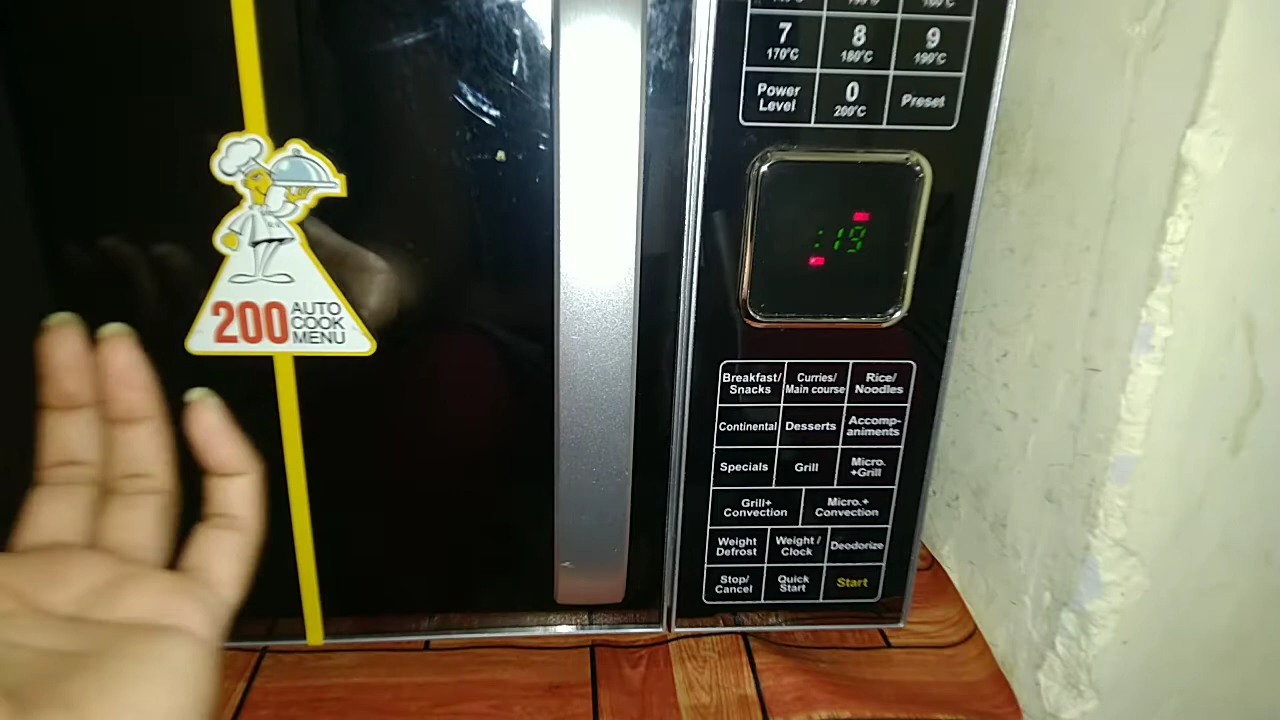 7 8 9
170°C 180°C 190°C
Power Level 0 Preset
200°C
:19
200 AUTO COOK MENU
Breakfast/ Snacks
Curries/ Main course
Rice/ Noodles
Continental
Desserts
Accomp-
animents
Specials
Grill
Micro. +Grill
Grill+ Convection
Micro.+ Convection
Weight Defrost
Weight / Clock
Deodorize
Stop/ Cancel
Quick Start
Start